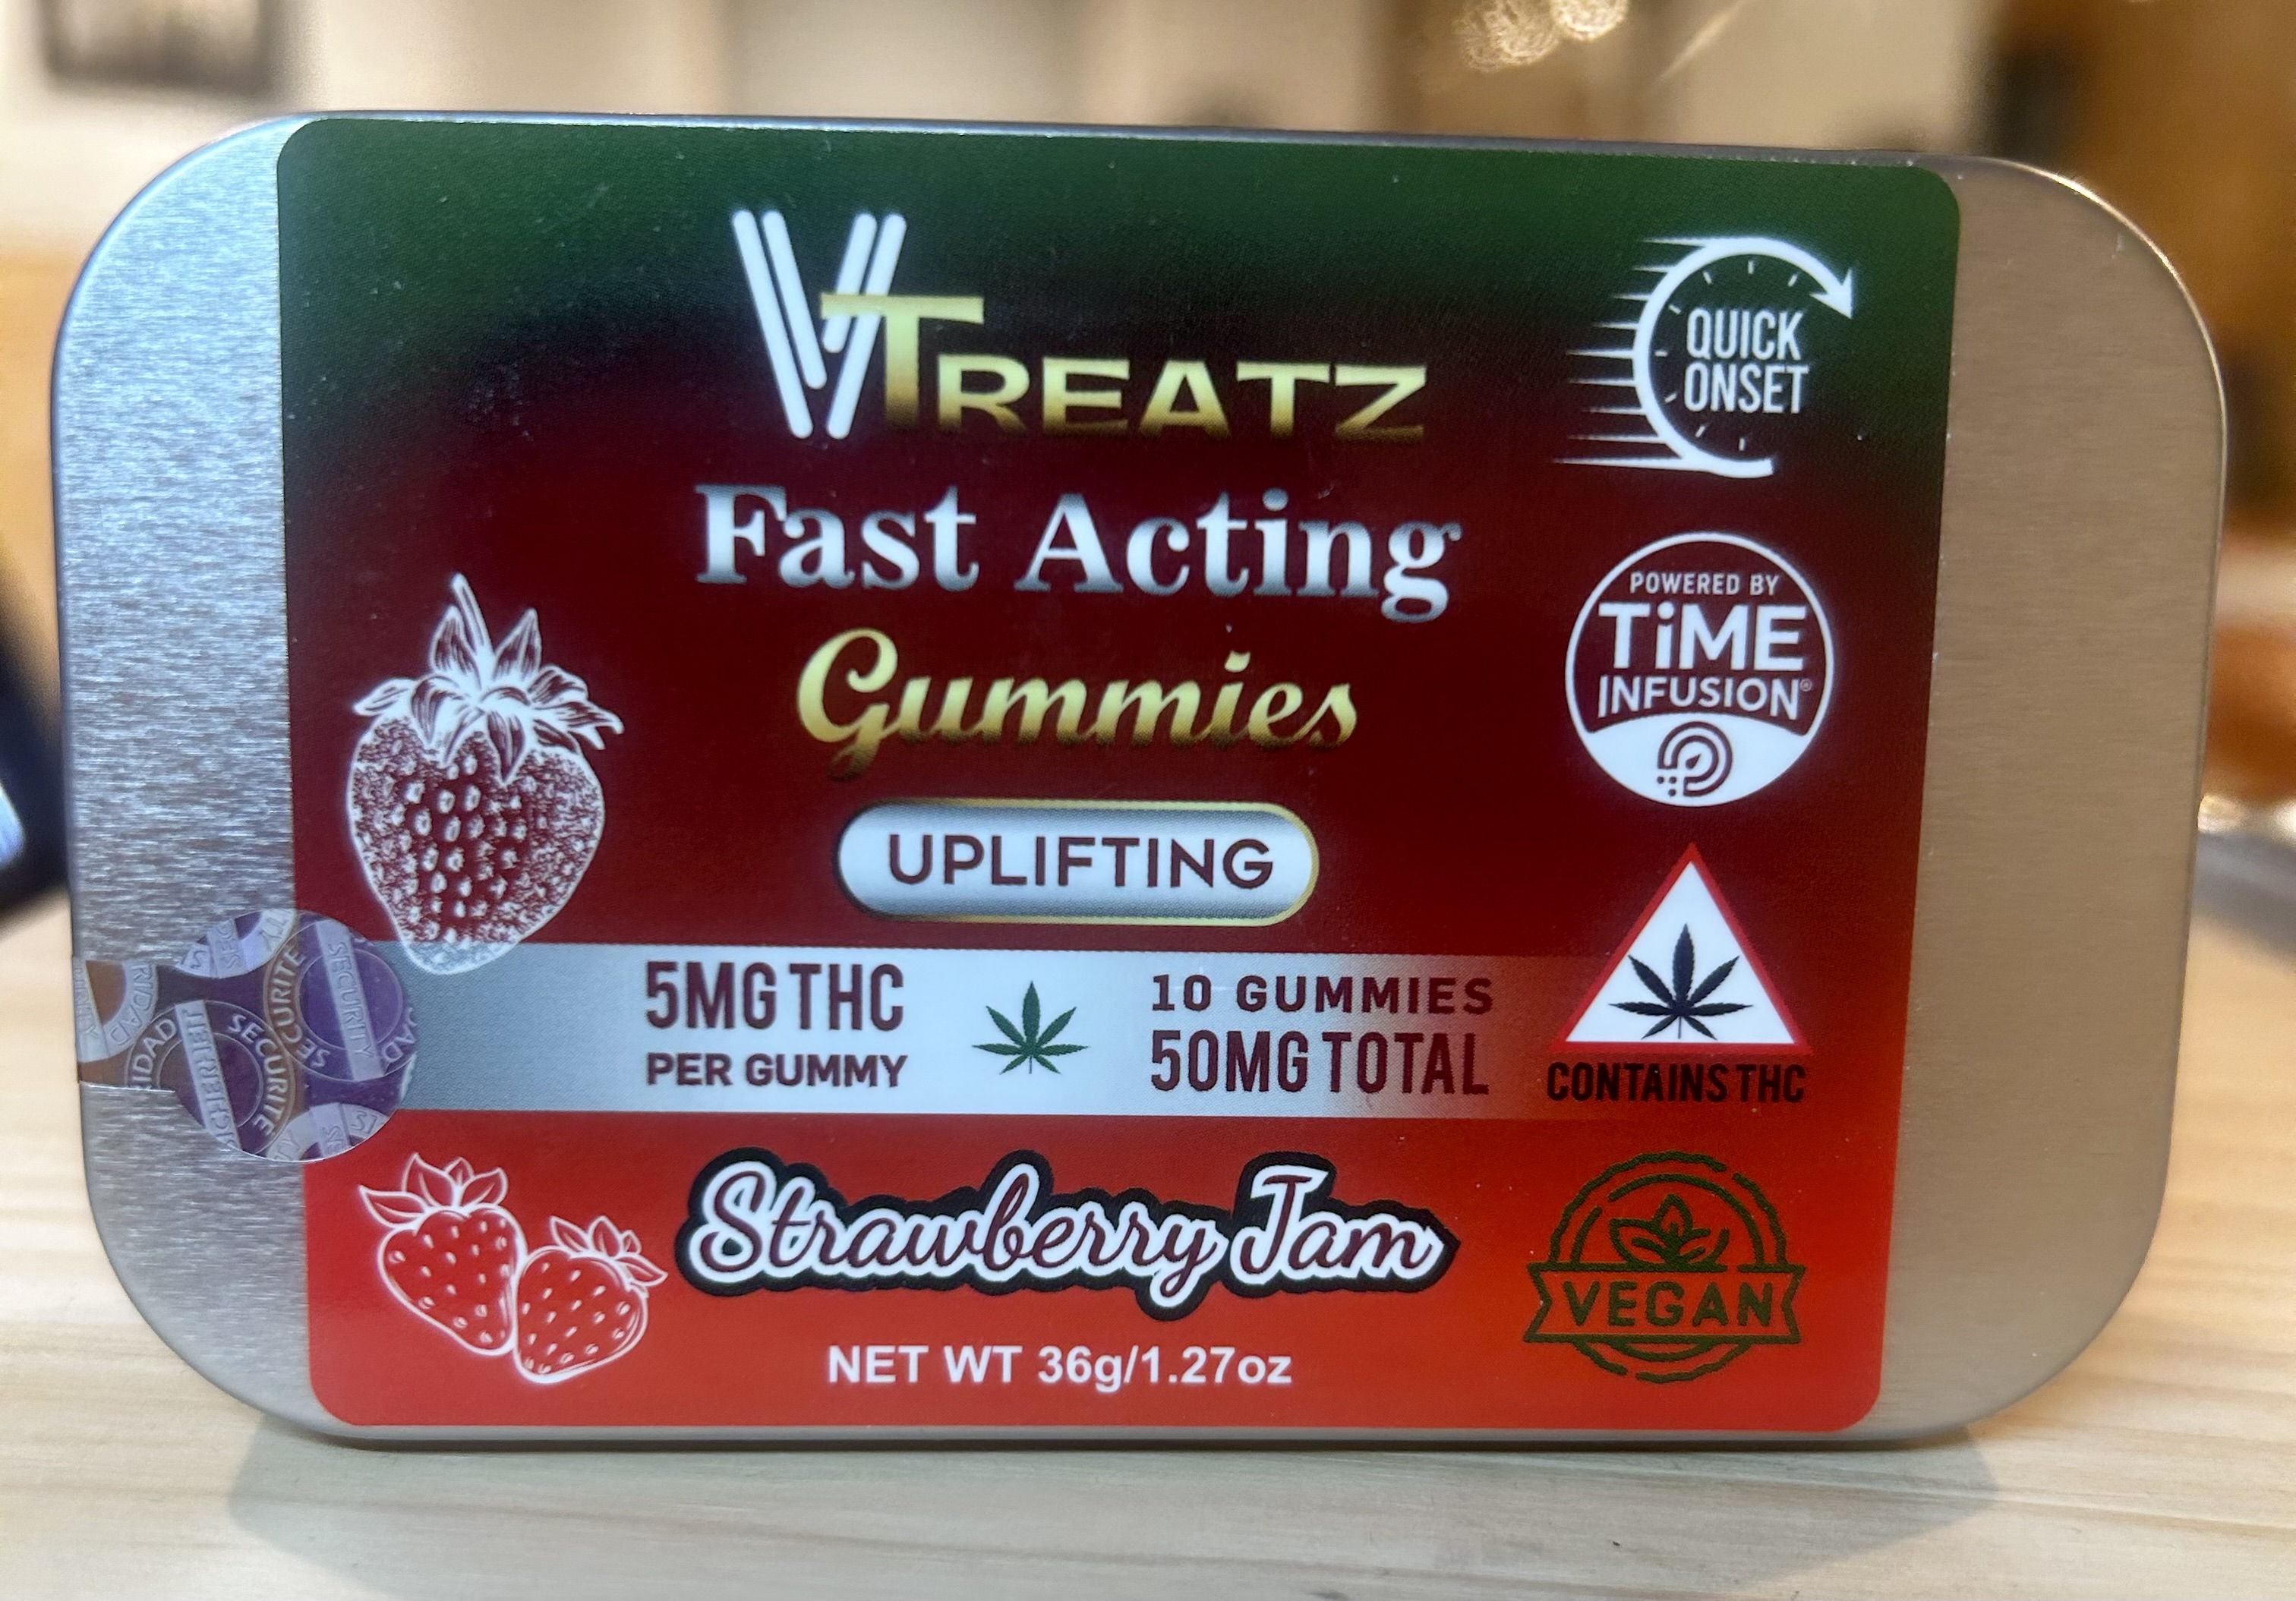 VTREATZ
Fast Acting
Gummies
UPLIFTING
QUICK
ONSET
POWERED BY
TiME
INFUSION®
5MG THC
PER GUMMY
10 GUMMIES
50MG TOTAL
CONTAINS THC
Strawberry Jam
VEGAN
NET WT 36g/1.27oz
SECURITE
SECURITY